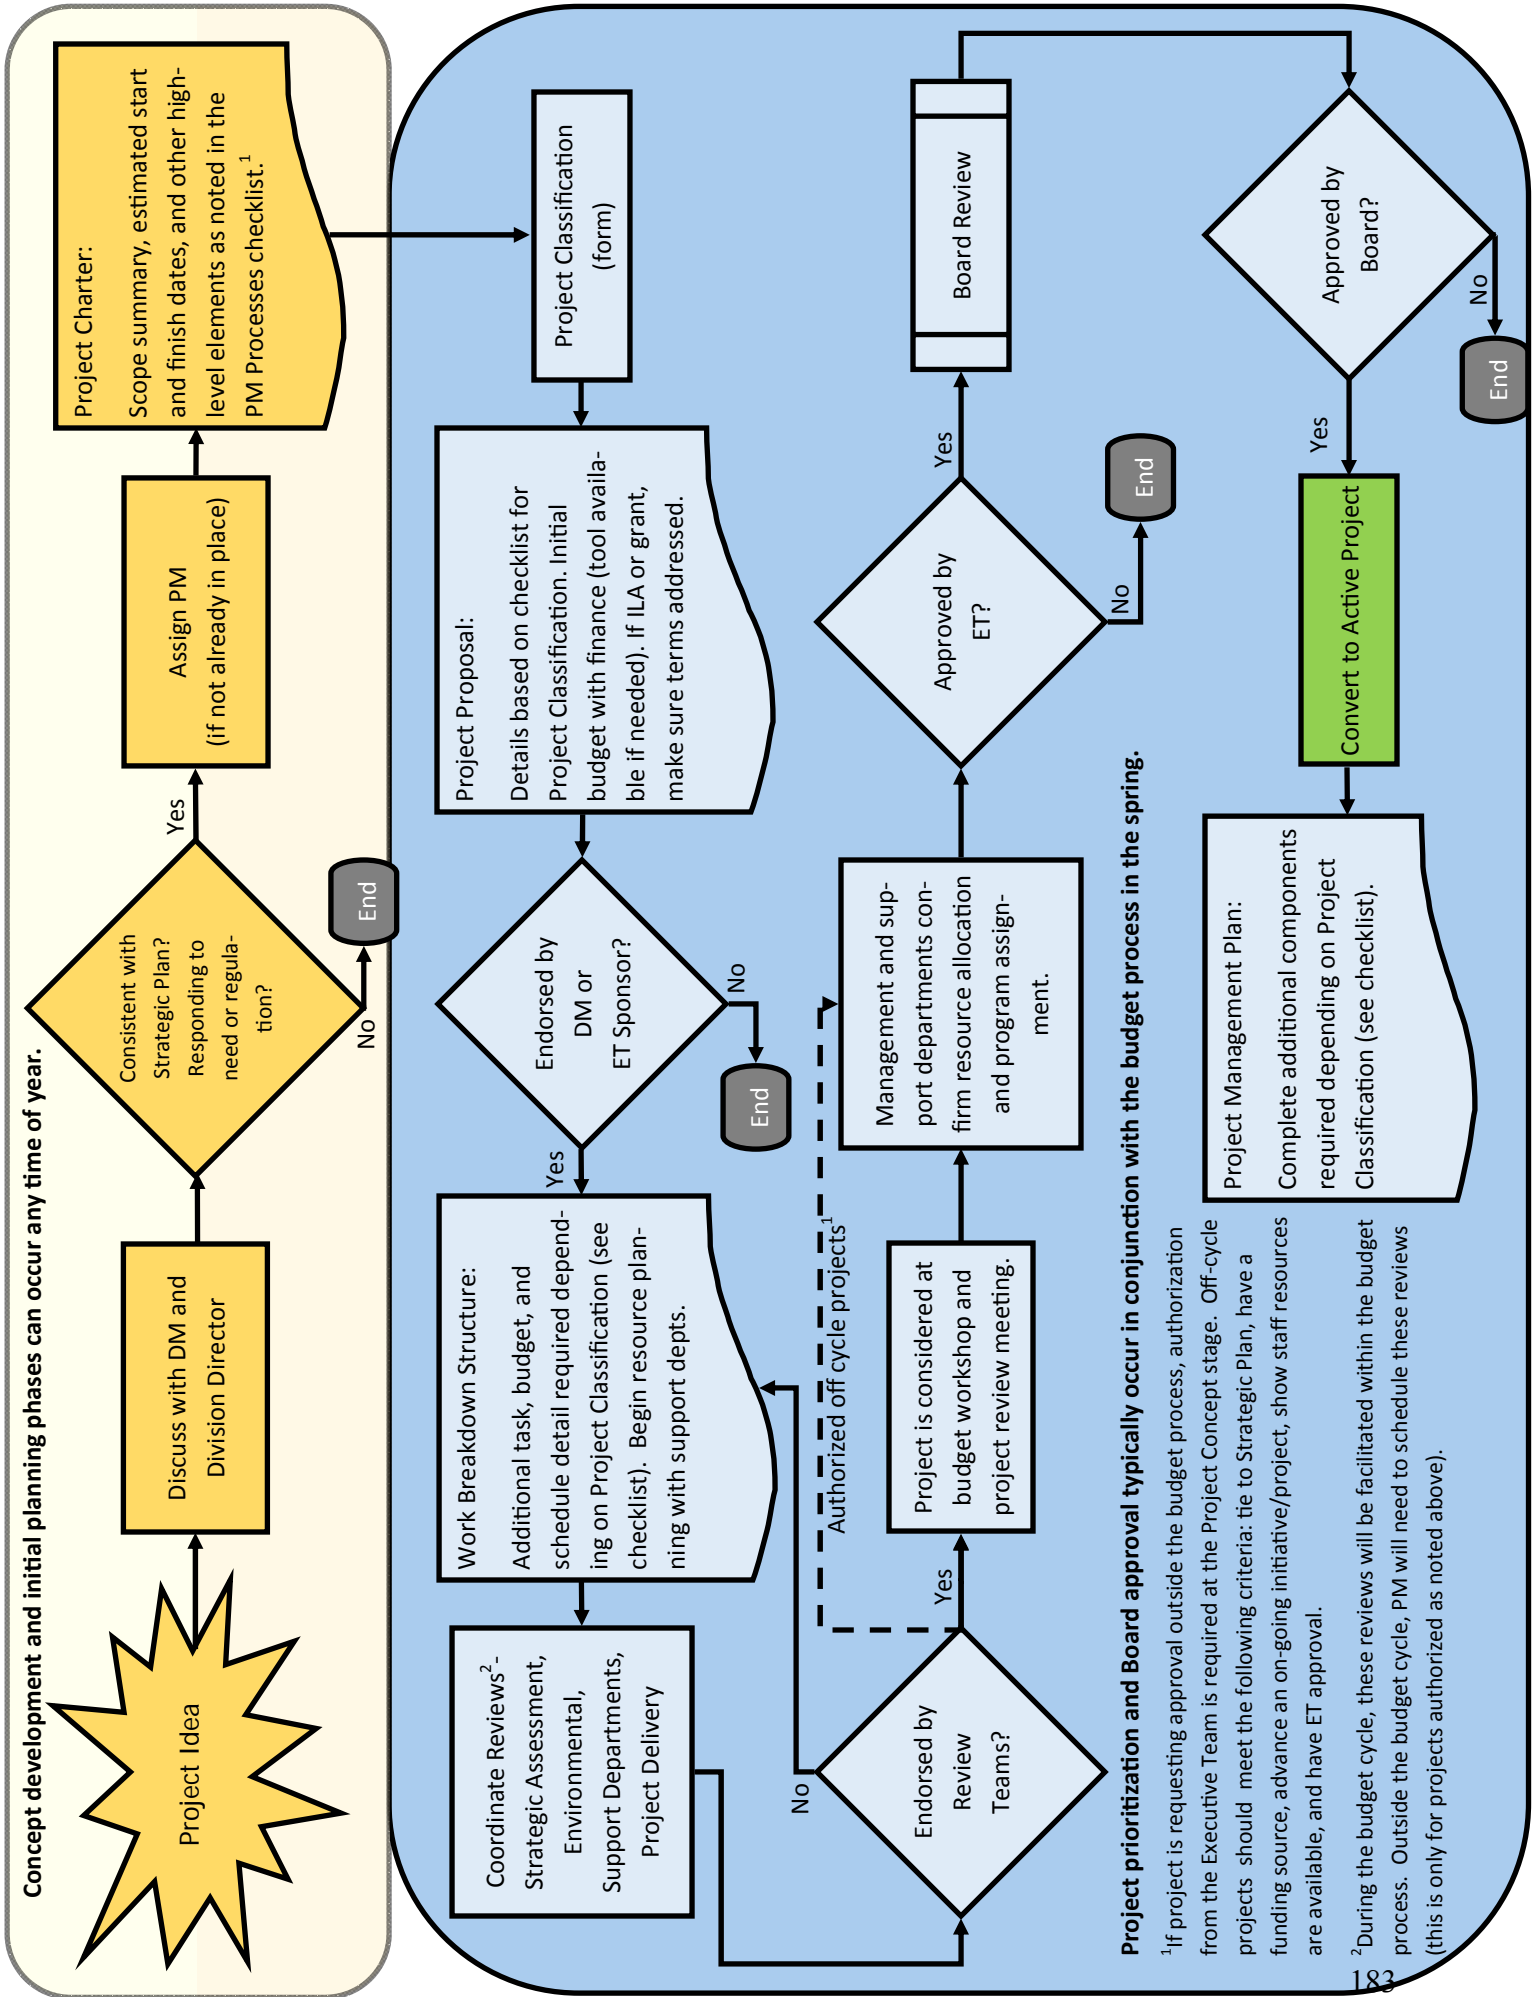 Concept development and initial planning phases can occur any time of year.
Project Idea
Discuss with DM and
Division Director
Consistent with
Strategic Plan?
Responding to
need or regula-
tion?
Yes
No
End
Assign PM
(if not already in place)
Project Charter:
Scope summary, estimated start
and finish dates, and other high-
level elements as noted in the
PM Processes checklist.1
Project Classification
(form)
Project Proposal:
Details based on checklist for
Project Classification. Initial
budget with finance (tool availa-
ble if needed). If ILA or grant,
make sure terms addressed.
Endorsed by
DM or
ET Sponsor?
No
End
Yes
Work Breakdown Structure:
Additional task, budget, and
schedule detail required depend-
ing on Project Classification (see
checklist).  Begin resource plan-
ning with support depts.
Coordinate Reviews2-
Strategic Assessment,
Environmental,
Support Departments,
Project Delivery
Endorsed by
Review
Teams?
No
Yes
Authorized off cycle projects1
Project is considered at
budget workshop and
project review meeting.
Management and sup-
port departments con-
firm resource allocation
and program assign-
ment.
Approved by
ET?
No
End
Yes
Board Review
Approved by
Board?
No
End
Yes
Convert to Active Project
Project Management Plan:
Complete additional components
required depending on Project
Classification (see checklist).
Project prioritization and Board approval typically occur in conjunction with the budget process in the spring.
1If project is requesting approval outside the budget process, authorization
from the Executive Team is required at the Project Concept stage.  Off-cycle
projects  should  meet the following criteria: tie to Strategic Plan, have a
funding source, advance an on-going initiative/project, show staff resources
are available, and have ET approval.
2During the budget cycle, these reviews will be facilitated within the budget
process.  Outside the budget cycle, PM will need to schedule these reviews
(this is only for projects authorized as noted above).
183